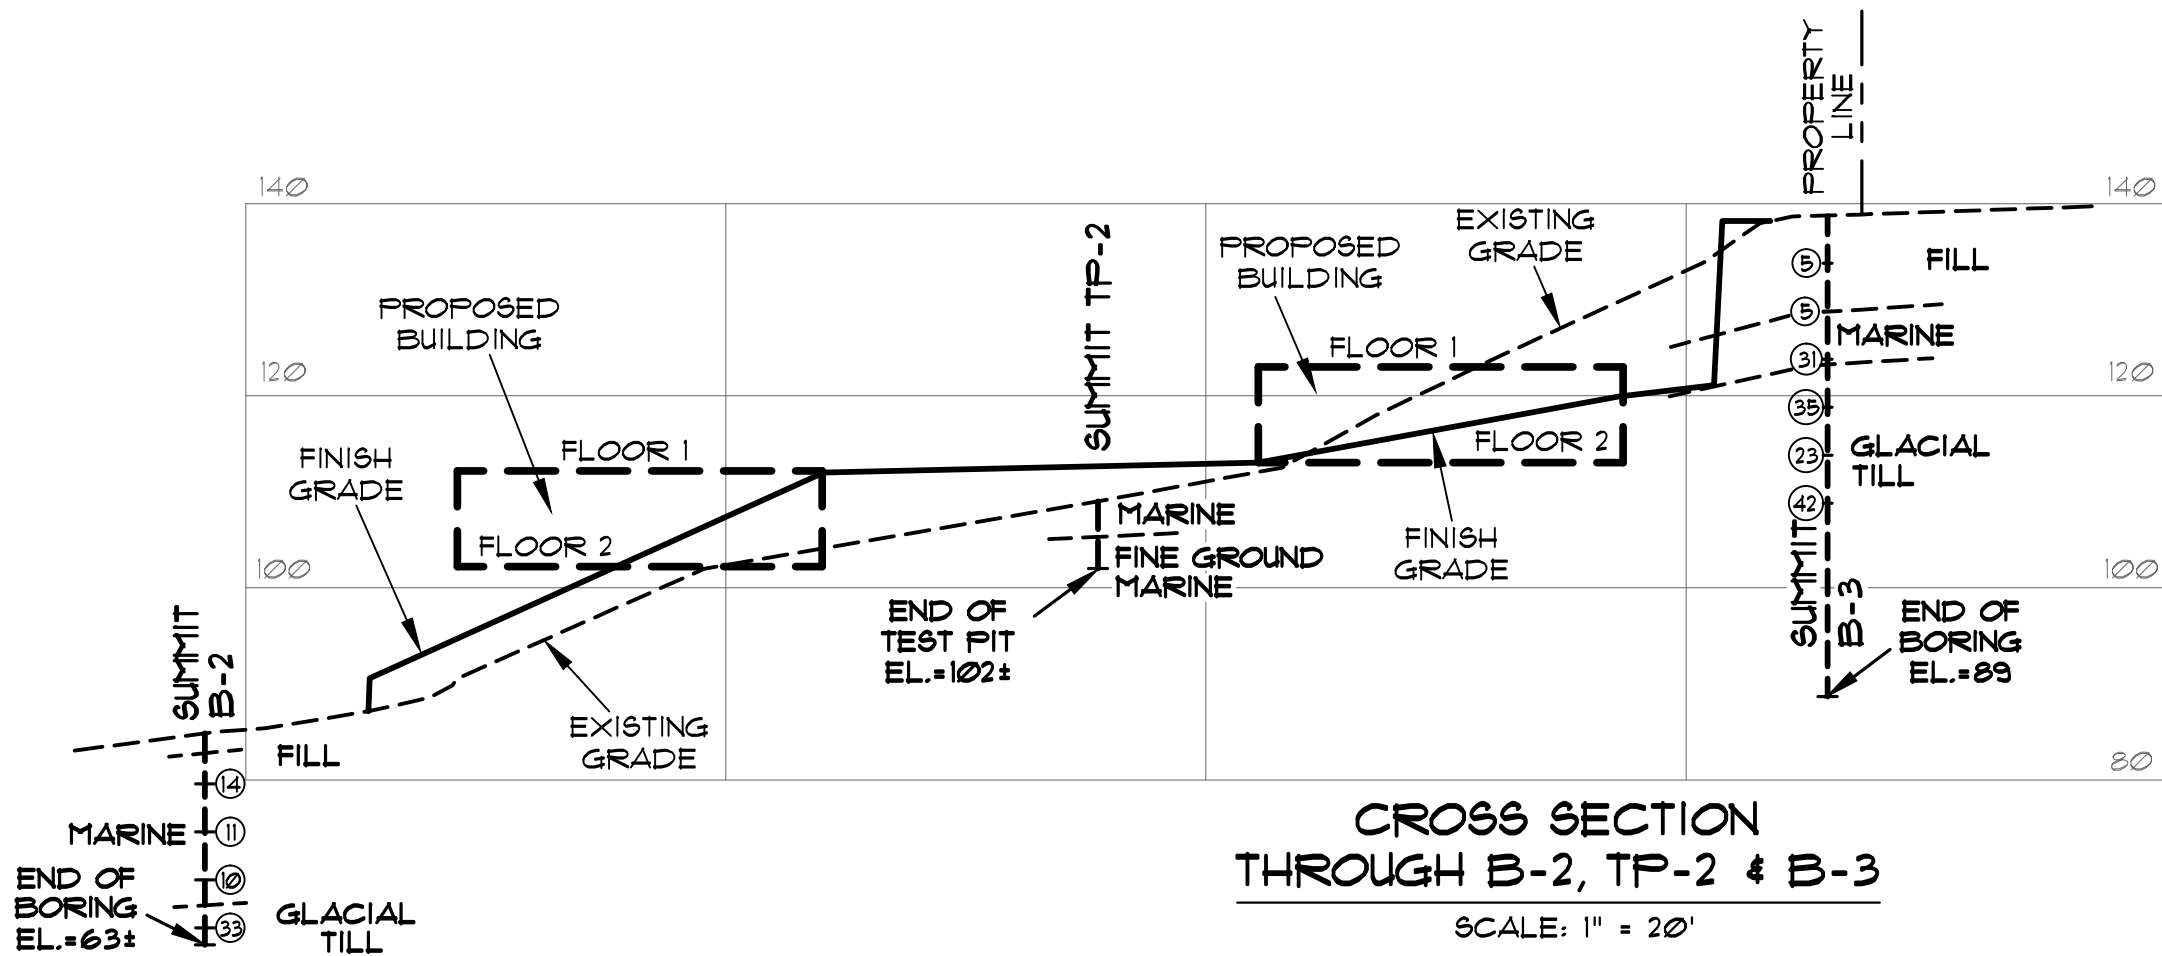 PROPERTY
LINE
140
140
EXISTING
GRADE
PROPOSED
BUILDING
SUMMIT TP-2
5
FILL
PROPOSED
BUILDING
5
MARINE
FLOOR 1
31
120
120
35
FLOOR 1
FLOOR 2
23
GLACIAL
TILL
FINISH
GRADE
42
MARINE
FLOOR 2
FINISH
GRADE
FINE GROUND
MARINE
100
100
SUMMIT
B-3
END OF
TEST PIT
EL.=102±
END OF
BORING
EL.=89
SUMMIT
B-2
EXISTING
GRADE
FILL
80
14
MARINE
11
END OF
BORING
EL.=63±
10
33
GLACIAL
TILL
CROSS SECTION
THROUGH B-2, TP-2 & B-3
SCALE: 1" = 20'